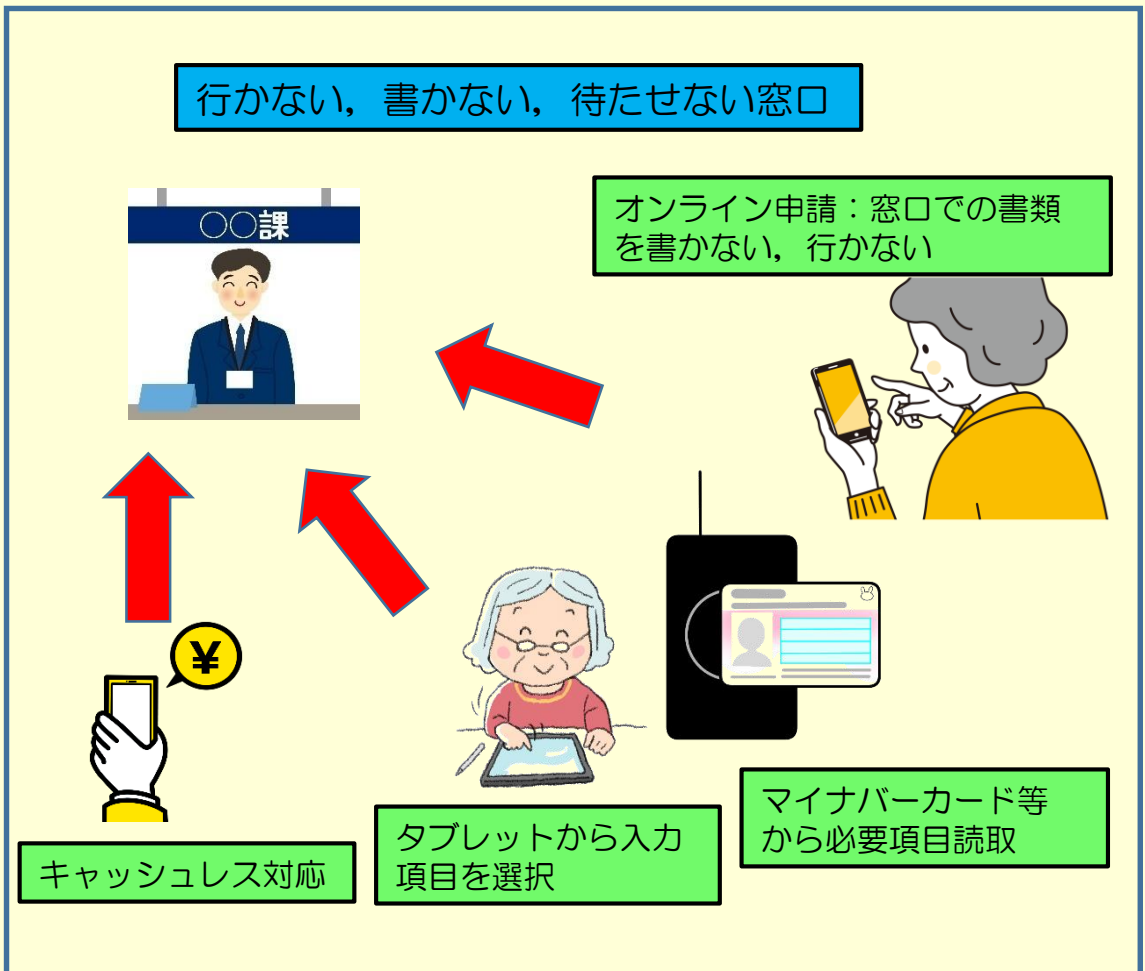 行かない，書かない，待たせない窓口
○○課
オンライン申請：窓口での書類
を書かない，行かない
¥
キャッシュレス対応
タブレットから入力
項目を選択
マイナバーカード等
から必要項目読取